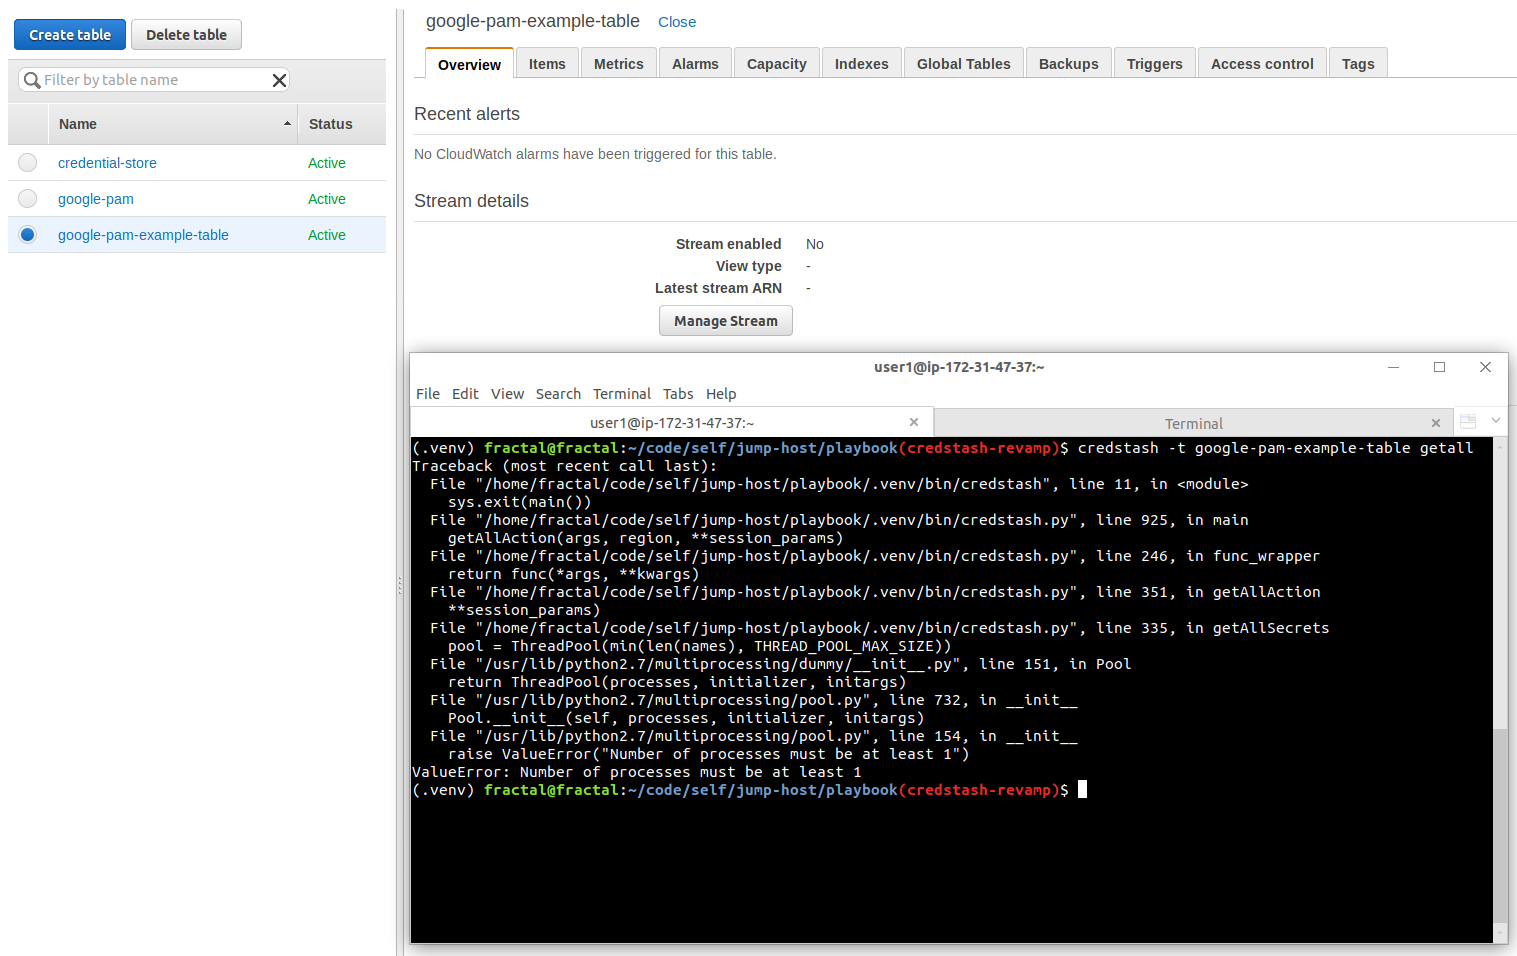 Create table
Delete table
Filter by table name
Name
Status
credential-store
Active
google-pam
Active
google-pam-example-table
Active
google-pam-example-table Close
Overview
Items
Metrics
Alarms
Capacity
Indexes
Global Tables
Backups
Triggers
Access control
Tags
Recent alerts
No CloudWatch alarms have been triggered for this table.
Stream details
Stream enabled No
View type -
Latest stream ARN -
Manage Stream
user1@ip-172-31-47-37:~
File Edit View Search Terminal Tabs Help
user1@ip-172-31-47-37:~
Terminal
(.venv) fractal@fractal:~/code/self/jump-host/playbook(credstash-revamp)$ credstash -t google-pam-example-table getall
Traceback (most recent call last):
  File "/home/fractal/code/self/jump-host/playbook/.venv/bin/credstash", line 11, in <module>
    sys.exit(main())
  File "/home/fractal/code/self/jump-host/playbook/.venv/bin/credstash.py", line 925, in main
    getAllAction(args, region, **session_params)
  File "/home/fractal/code/self/jump-host/playbook/.venv/bin/credstash.py", line 246, in func_wrapper
    return func(*args, **kwargs)
  File "/home/fractal/code/self/jump-host/playbook/.venv/bin/credstash.py", line 351, in getAllAction
    **session_params)
  File "/home/fractal/code/self/jump-host/playbook/.venv/bin/credstash.py", line 335, in getAllSecrets
    pool = ThreadPool(min(len(names), THREAD_POOL_MAX_SIZE))
  File "/usr/lib/python2.7/multiprocessing/dummy/__init__.py", line 151, in Pool
    return ThreadPool(processes, initializer, initargs)
  File "/usr/lib/python2.7/multiprocessing/pool.py", line 732, in __init__
    Pool.__init__(self, processes, initializer, initargs)
  File "/usr/lib/python2.7/multiprocessing/pool.py", line 154, in __init__
    raise ValueError("Number of processes must be at least 1")
ValueError: Number of processes must be at least 1
(.venv) fractal@fractal:~/code/self/jump-host/playbook(credstash-revamp)$